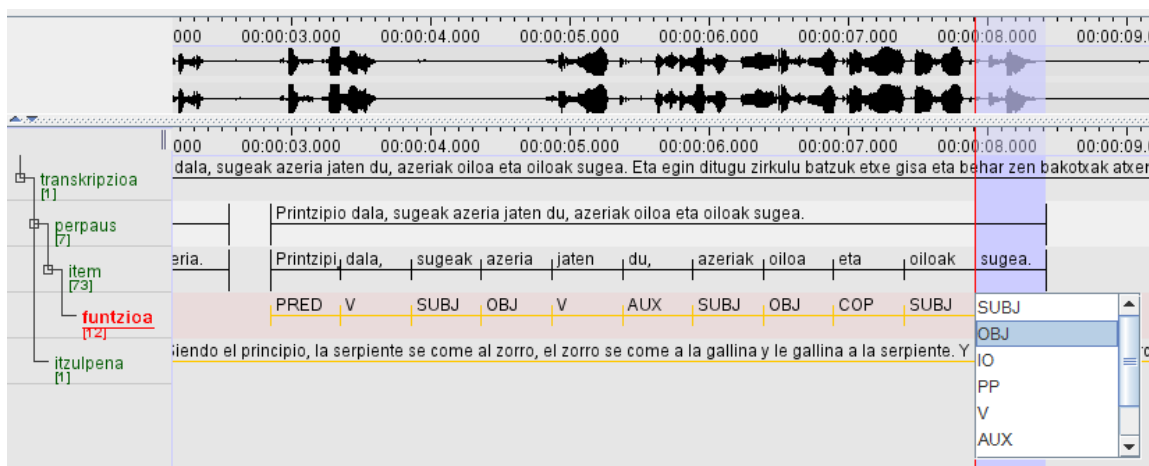 000 00:00:03.000 00:00:04.000 00:00:05.000 00:00:06.000 00:00:07.000 00:00:08.000 00:00:09.
000 00:00:03.000 00:00:04.000 00:00:05.000 00:00:06.000 00:00:07.000 00:00:08.000 00:00:09.
transkripzioa
[1]
dala, sugeak azeria jaten du, azeriak oiloa eta oiloak sugea. Eta egin ditugu zirkulu batzuk etxe gisa eta behar zen bakotxak atxer
perpaus
[7]
Printzipio dala, sugeak azeria jaten du, azeriak oiloa eta oiloak sugea.
item
[73]
eria. Printzipi dala, sugeak azeria jaten du, azeriak oiloa eta oiloak sugea.
funtzioa
[12]
PRED V SUBJ OBJ V AUX SUBJ OBJ COP SUBJ
SUBJ
OBJ
IO
PP
V
AUX
itzulpena
[1]
Siendo el principio, la serpiente se come al zorro, el zorro se come a la gallina y le gallina a la serpiente. Y